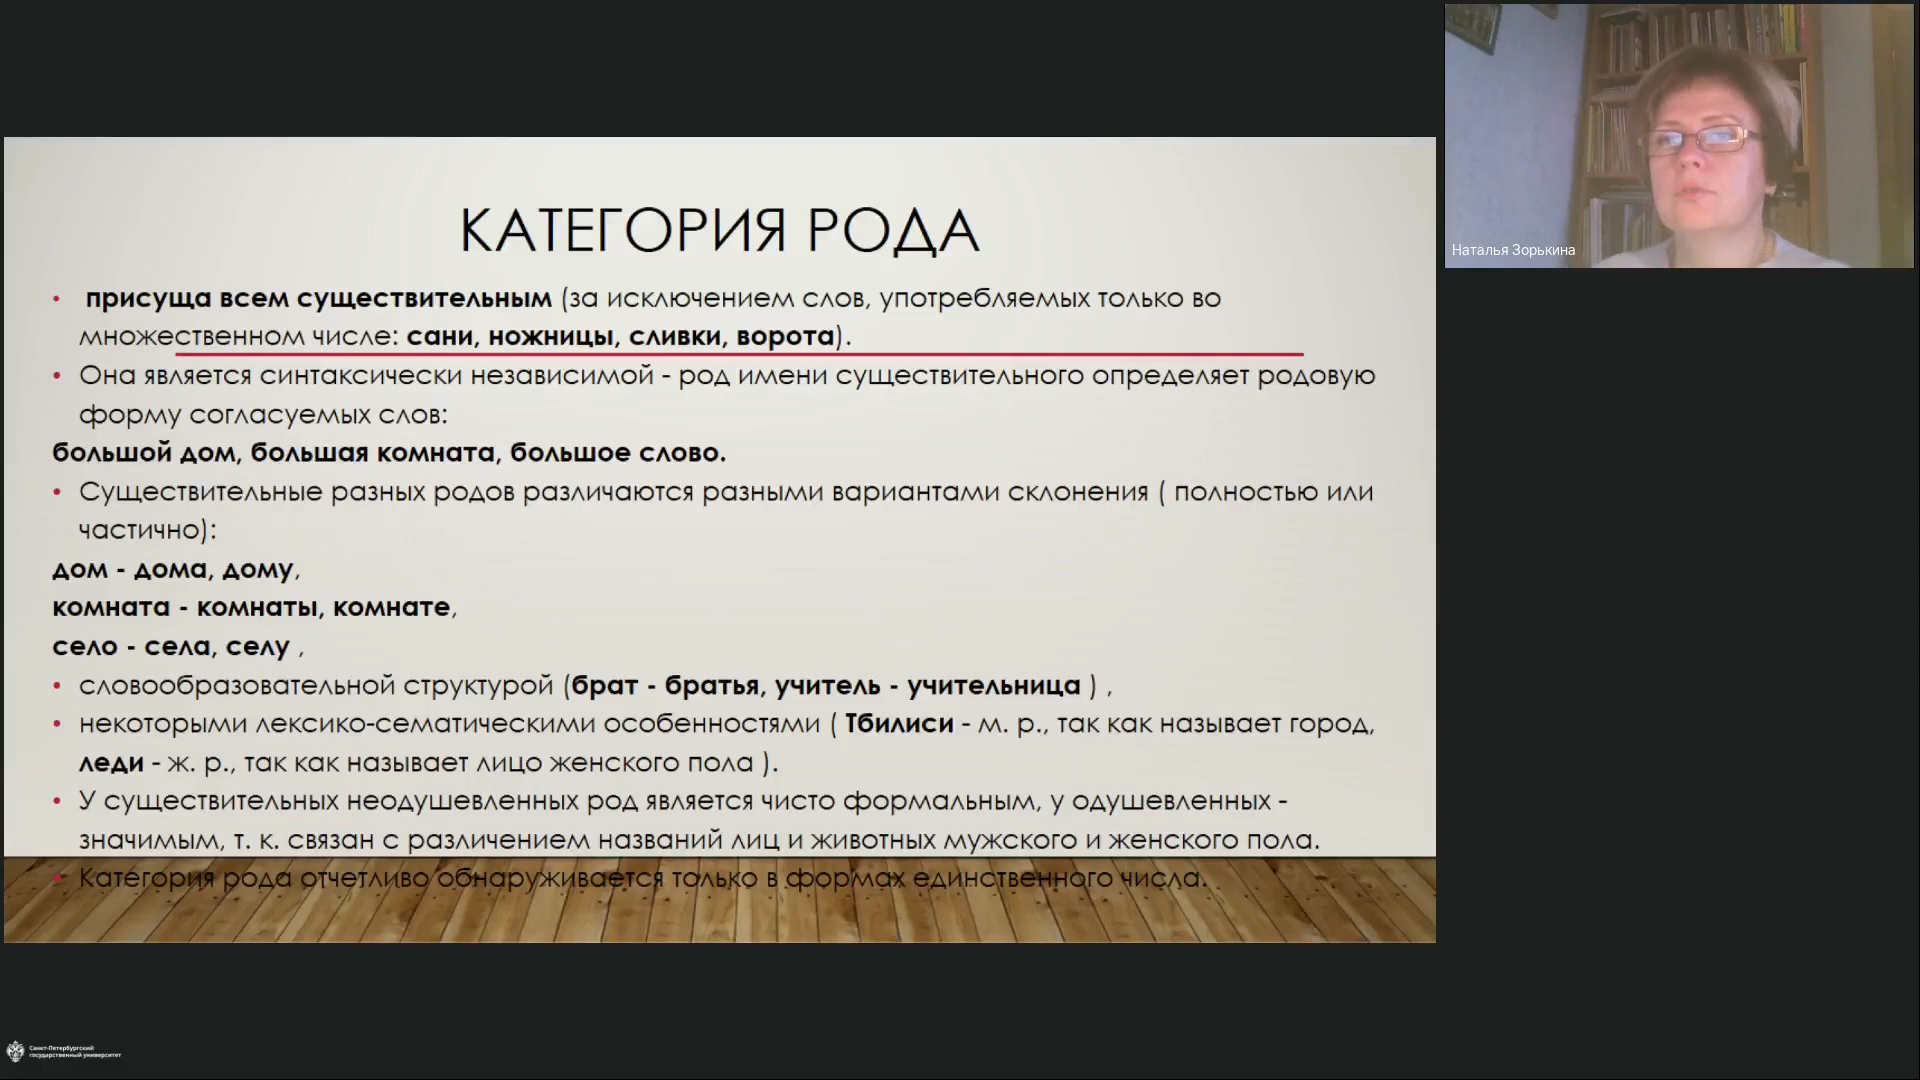 КАТЕГОРИЯ РОДА
• присуща всем существительным (за исключением слов, употребляемых только во
множественном числе: сани, ножницы, сливки, ворота).
• Она является синтаксически независимой - род имени существительного определяет родовую
форму согласуемых слов:
большой дом, большая комната, большое слово.
• Существительные разных родов различаются разными вариантами склонения ( полностью или
частично):
дом - дома, дому,
комната - комнаты, комнате,
село - села, селу ,
• словообразовательной структурой (брат - братья, учитель - учительница ) ,
• некоторыми лексико-сематическими особенностями ( Тбилиси - м. р., так как называет город,
леди - ж. р., так как называет лицо женского пола ).
• У существительных неодушевленных род является чисто формальным, у одушевленных -
значимым, т. к. связан с различением названий лиц и животных мужского и женского пола.
• Категория рода отчетливо обнаруживается только в формах единственного числа.
Наталья Зорькина
Санкт-Петербургский
государственный университет